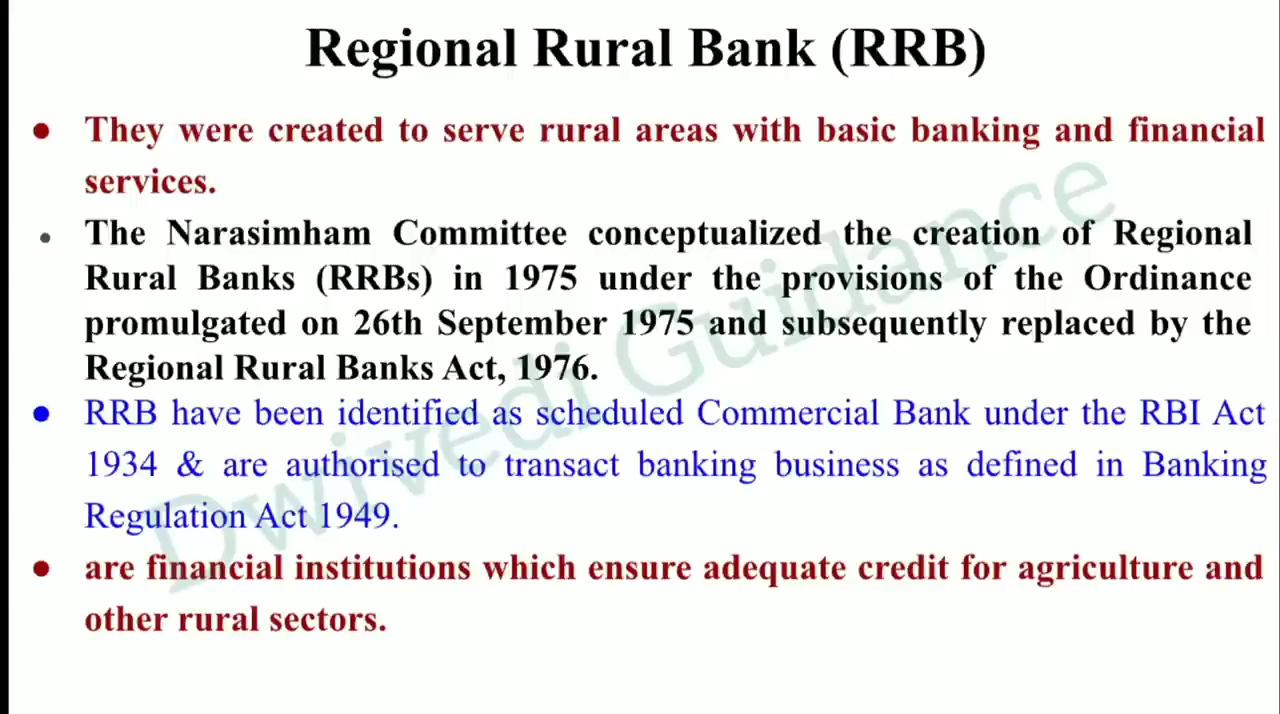 Regional Rural Bank (RRB)
● They were created to serve rural areas with basic banking and financial
services.
● The Narasimham Committee conceptualized the creation of Regional
Rural Banks (RRBs) in 1975 under the provisions of the Ordinance
promulgated on 26th September 1975 and subsequently replaced by the
Regional Rural Banks Act, 1976.
● RRB have been identified as scheduled Commercial Bank under the RBI Act
1934 & are authorised to transact banking business as defined in Banking
Regulation Act 1949.
● are financial institutions which ensure adequate credit for agriculture and
other rural sectors.
Dwivedi Guidance